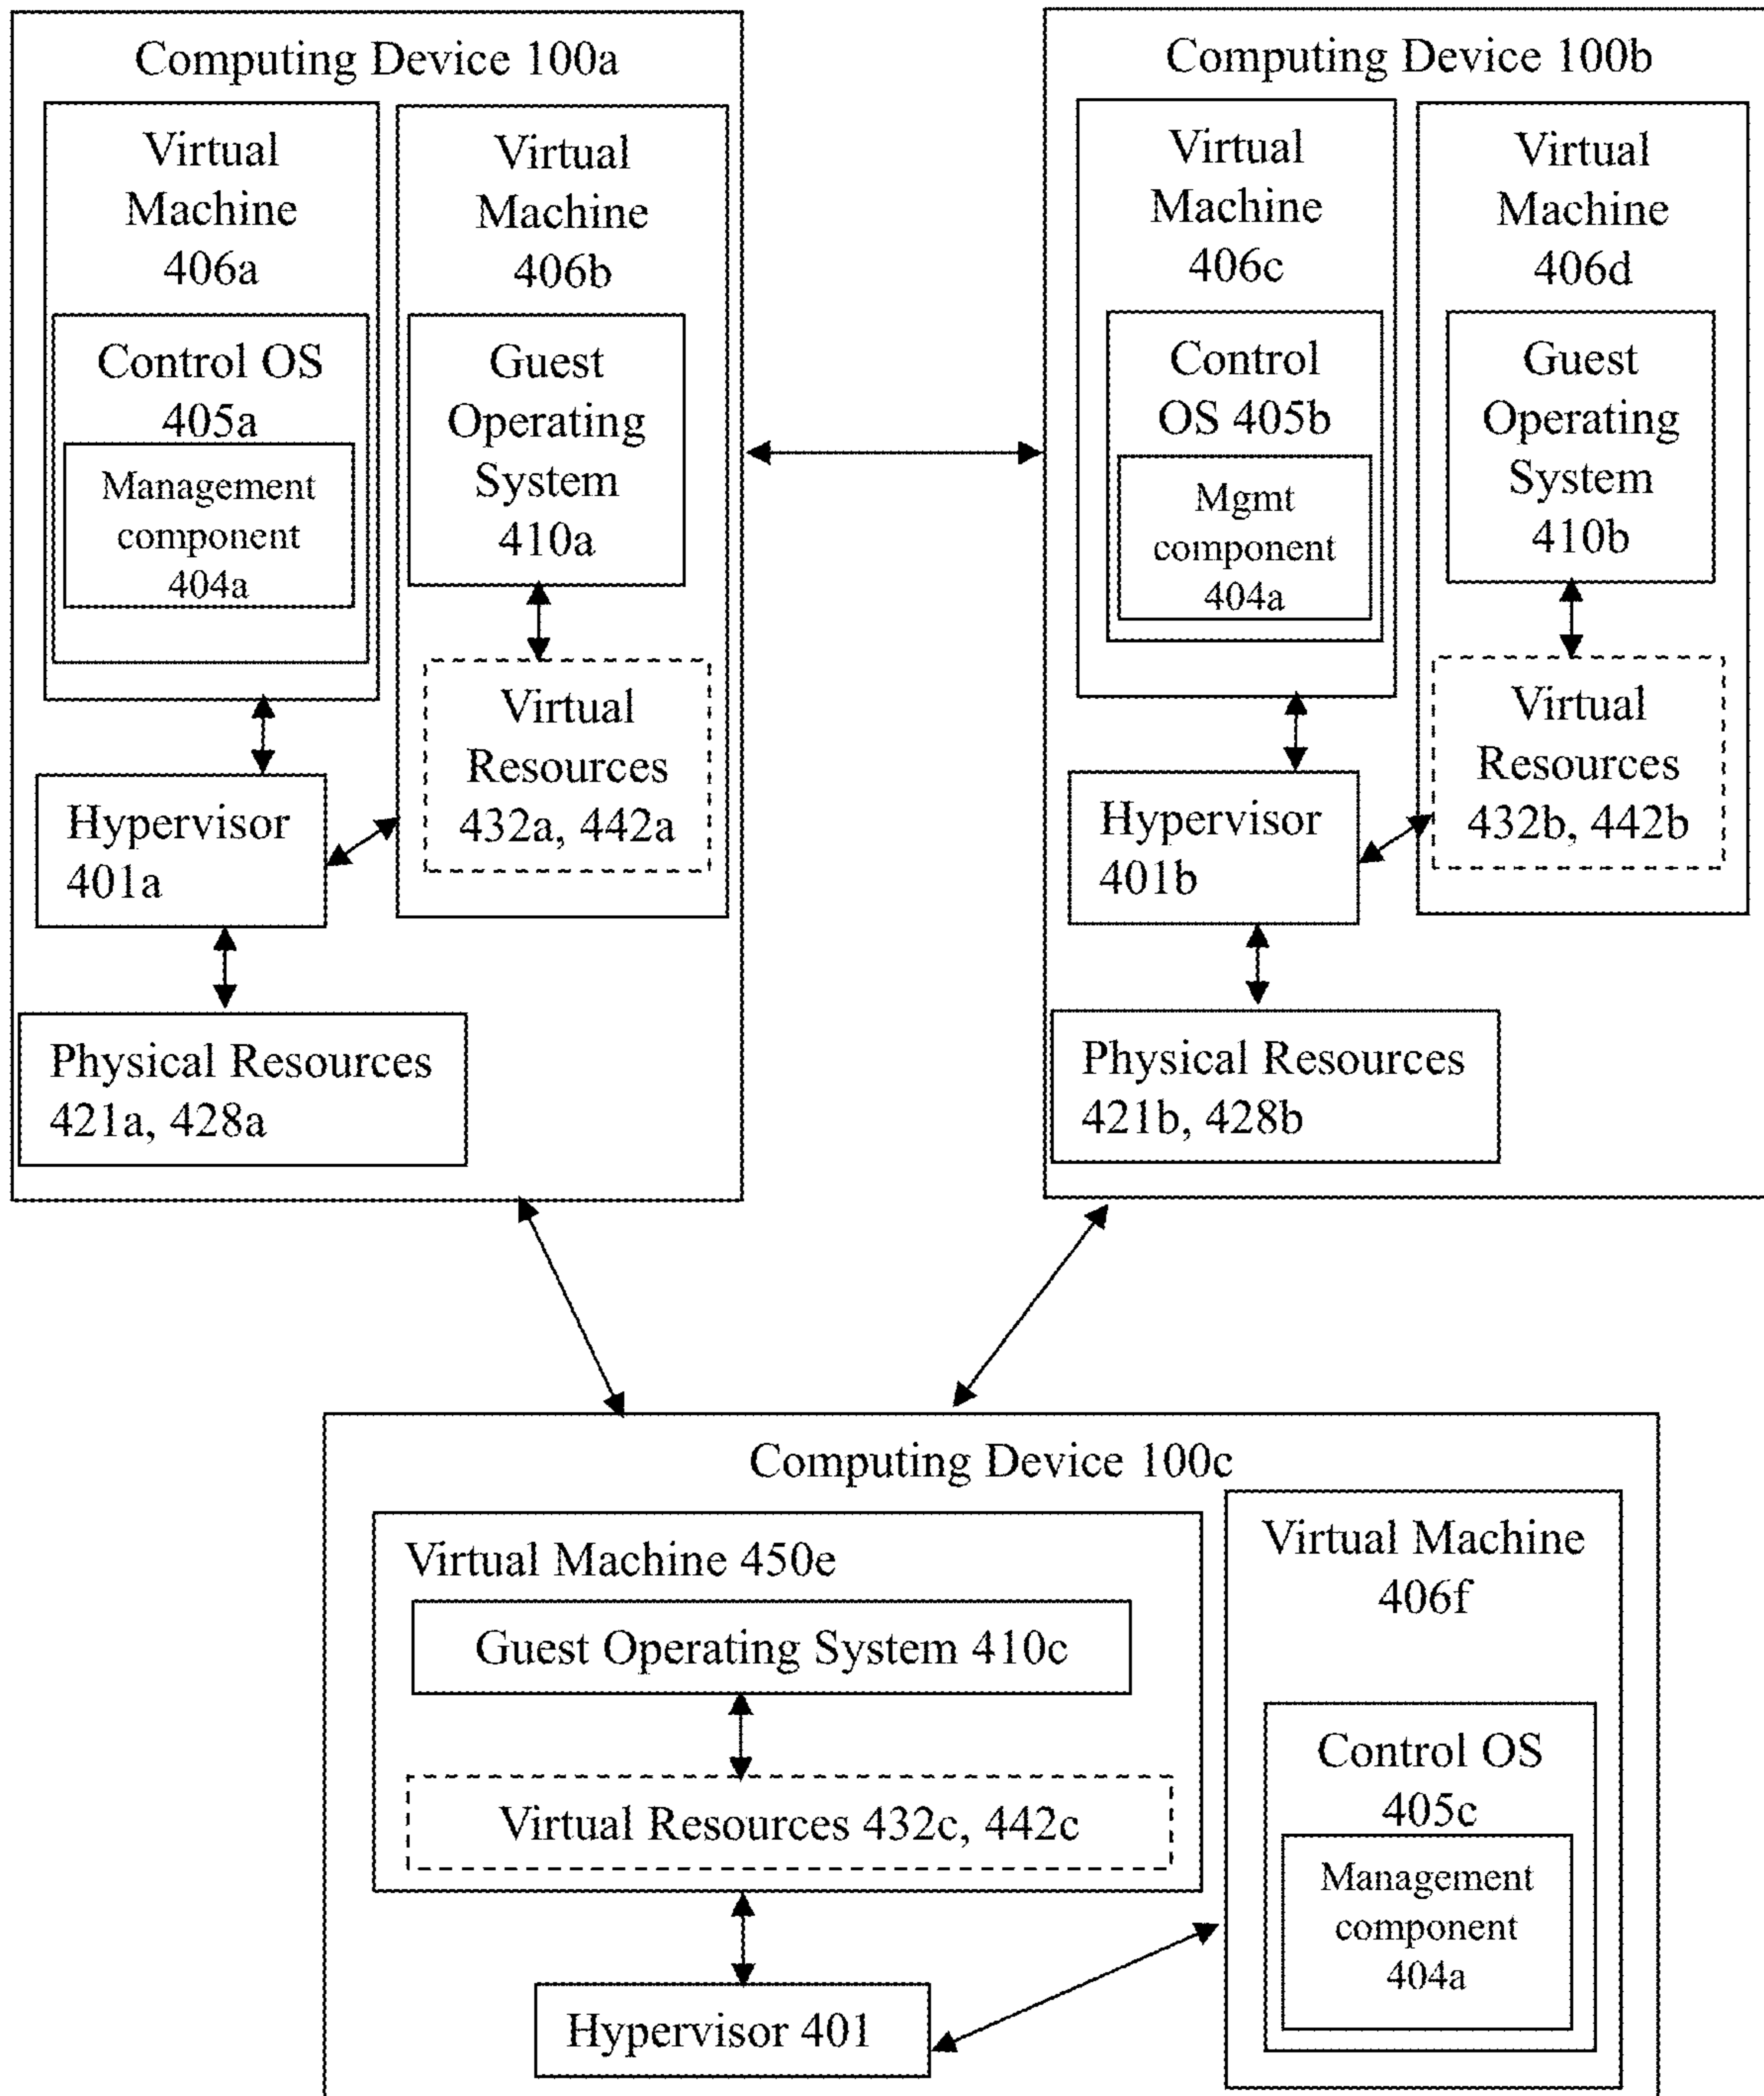 Computing Device 100a
Virtual
Machine
406a
Control OS
405a
Management
component
404a
Virtual
Machine
406b
Guest
Operating
System
410a
Virtual
Resources
432a, 442a
Hypervisor
401a
Physical Resources
421a, 428a
Computing Device 100b
Virtual
Machine
406c
Control
OS 405b
Mgmt
component
404a
Virtual
Machine
406d
Guest
Operating
System
410b
Virtual
Resources
432b, 442b
Hypervisor
401b
Physical Resources
421b, 428b
Computing Device 100c
Virtual Machine 450e
Guest Operating System 410c
Virtual Resources 432c, 442c
Hypervisor 401
Virtual Machine
406f
Control OS
405c
Management
component
404a